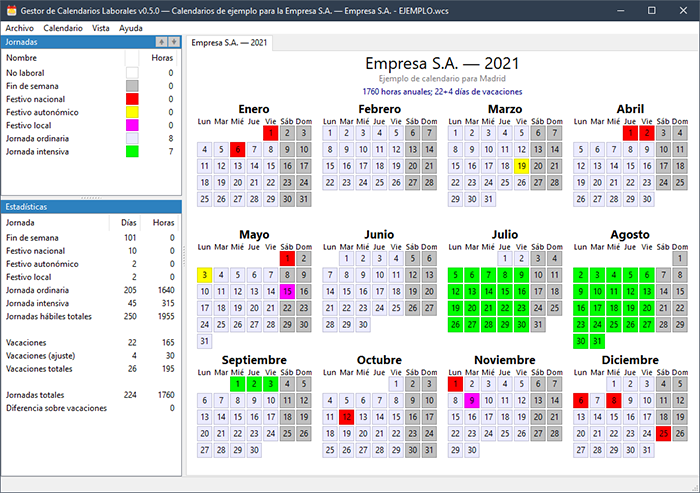 Gestor de Calendarios Laborales v0.5.0 — Calendarios de ejemplo para la Empresa S.A. — Empresa S.A. - EJEMPLO.wcs
Archivo Calendario Vista Ayuda
Jornadas
Nombre Horas
No laboral 0
Fin de semana 0
Festivo nacional 0
Festivo autonómico 0
Festivo local 0
Jornada ordinaria 8
Jornada intensiva 7
Estadísticas
Jornada Días Horas
Fin de semana 101 0
Festivo nacional 10 0
Festivo autonómico 2 0
Festivo local 2 0
Jornada ordinaria 205 1640
Jornada intensiva 45 315
Jornadas hábiles totales 250 1955
Vacaciones 22 165
Vacaciones (ajuste) 4 30
Vacaciones totales 26 195
Jornadas totales 224 1760
Diferencia sobre vacaciones 0
Empresa S.A. — 2021
Empresa S.A. — 2021
Ejemplo de calendario para Madrid
1760 horas anuales; 22+4 días de vacaciones
Enero
Lun Mar Mié Jue Vie Sáb Dom
1 2 3
4 5 6 7 8 9 10
11 12 13 14 15 16 17
18 19 20 21 22 23 24
25 26 27 28 29 30 31
Febrero
Lun Mar Mié Jue Vie Sáb Dom
1 2 3 4 5 6 7
8 9 10 11 12 13 14
15 16 17 18 19 20 21
22 23 24 25 26 27 28
Marzo
Lun Mar Mié Jue Vie Sáb Dom
1 2 3 4 5 6 7
8 9 10 11 12 13 14
15 16 17 18 19 20 21
22 23 24 25 26 27 28
29 30 31
Abril
Lun Mar Mié Jue Vie Sáb Dom
1 2 3 4
5 6 7 8 9 10 11
12 13 14 15 16 17 18
19 20 21 22 23 24 25
26 27 28 29 30
Mayo
Lun Mar Mié Jue Vie Sáb Dom
1 2
3 4 5 6 7 8 9
10 11 12 13 14 15 16
17 18 19 20 21 22 23
24 25 26 27 28 29 30
31
Junio
Lun Mar Mié Jue Vie Sáb Dom
1 2 3 4 5 6
7 8 9 10 11 12 13
14 15 16 17 18 19 20
21 22 23 24 25 26 27
28 29 30
Julio
Lun Mar Mié Jue Vie Sáb Dom
1 2 3 4
5 6 7 8 9 10 11
12 13 14 15 16 17 18
19 20 21 22 23 24 25
26 27 28 29 30 31
Agosto
Lun Mar Mié Jue Vie Sáb Dom
1
2 3 4 5 6 7 8
9 10 11 12 13 14 15
16 17 18 19 20 21 22
23 24 25 26 27 28 29
30 31
Septiembre
Lun Mar Mié Jue Vie Sáb Dom
1 2 3 4 5
6 7 8 9 10 11 12
13 14 15 16 17 18 19
20 21 22 23 24 25 26
27 28 29 30
Octubre
Lun Mar Mié Jue Vie Sáb Dom
1 2 3
4 5 6 7 8 9 10
11 12 13 14 15 16 17
18 19 20 21 22 23 24
25 26 27 28 29 30 31
Noviembre
Lun Mar Mié Jue Vie Sáb Dom
1 2 3 4 5 6 7
8 9 10 11 12 13 14
15 16 17 18 19 20 21
22 23 24 25 26 27 28
29 30
Diciembre
Lun Mar Mié Jue Vie Sáb Dom
1 2 3 4 5
6 7 8 9 10 11 12
13 14 15 16 17 18 19
20 21 22 23 24 25 26
27 28 29 30 31